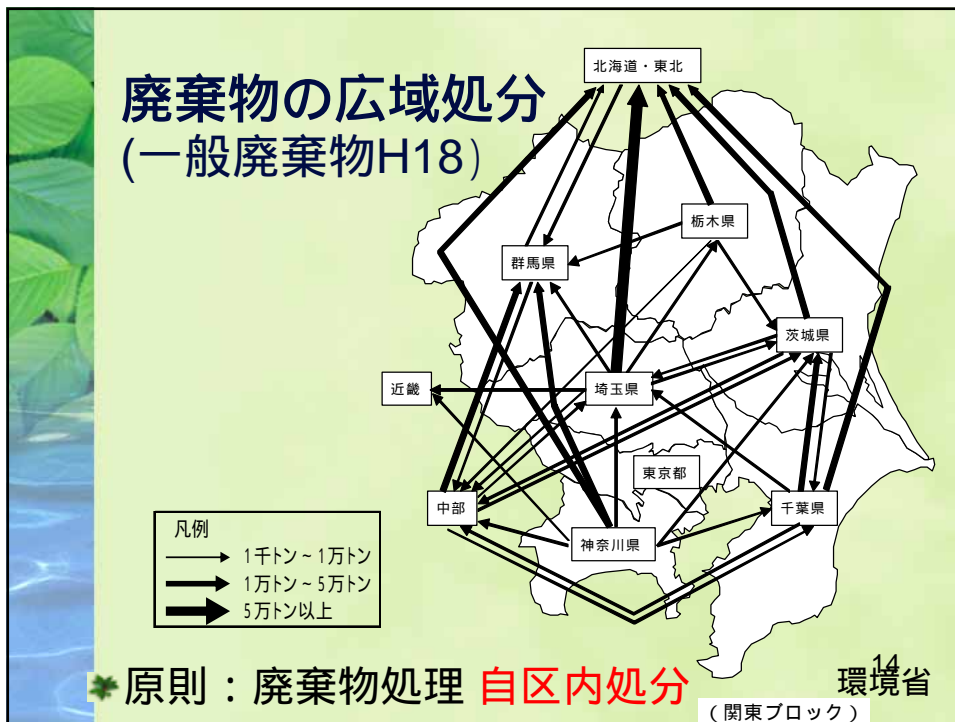 廃棄物の広域処分
(一般廃棄物H18)
北海道・東北
栃木県
群馬県
茨城県
近畿
埼玉県
東京都
中部
千葉県
神奈川県
凡例
1千トン~1万トン
1万トン~5万トン
5万トン以上
原則:廃棄物処理 自区内処分
14
環境省
(関東ブロック)